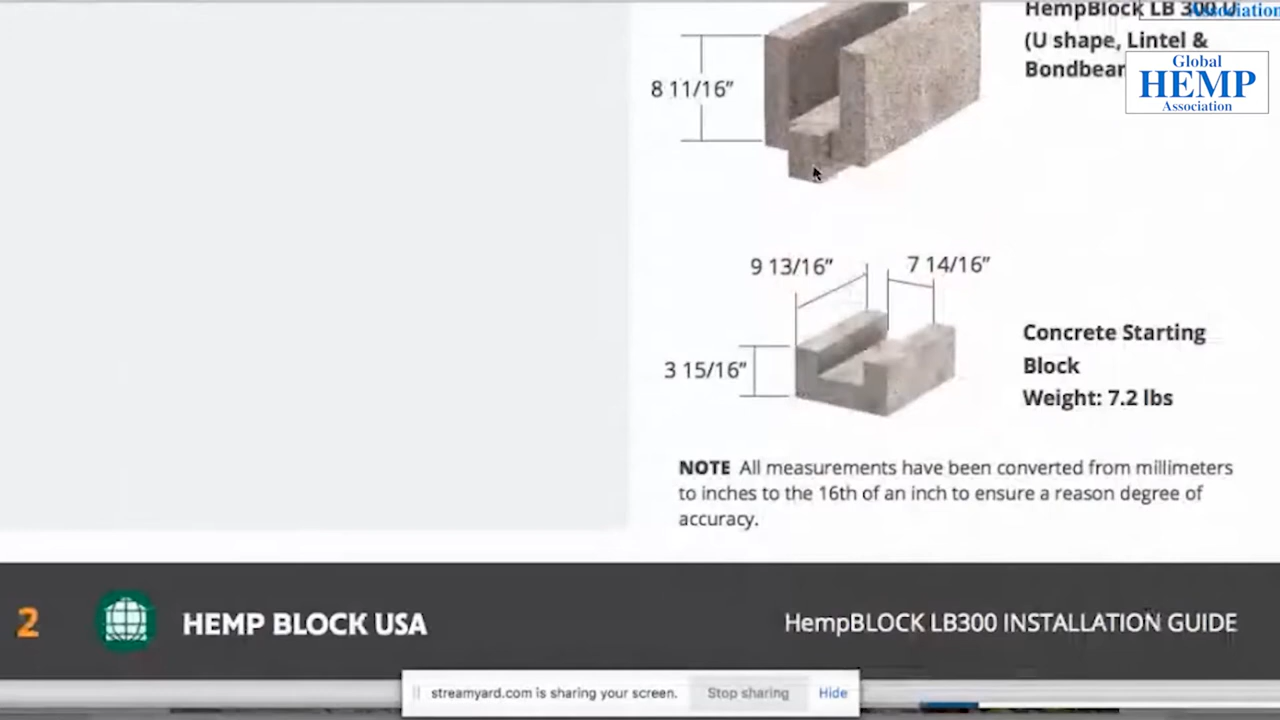 HempBlock LB 300 U
Association
(U shape, Lintel &
Bondbeam
Global
HEMP
Association
8 11/16”
9 13/16”
7 14/16”
3 15/16”
Concrete Starting
Block
Weight: 7.2 lbs
NOTE All measurements have been converted from millimeters
to inches to the 16th of an inch to ensure a reason degree of
accuracy.
2
HEMP BLOCK USA
HempBLOCK LB300 INSTALLATION GUIDE
streamyard.com is sharing your screen.
Stop sharing
Hide